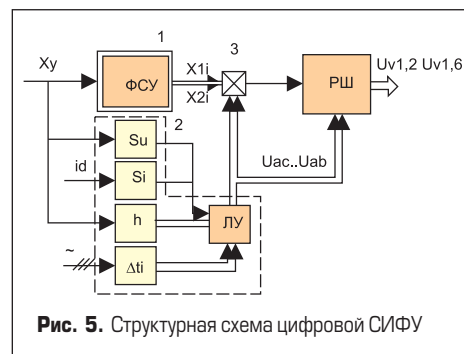 1
Xy
ФСУ
X1i
X2i
3
РШ
Uv1,2 Uv1,6
2
Su
id
Si
Uac..Uab
h
ЛУ
~
Δti
Рис. 5. Структурная схема цифровой СИФУ